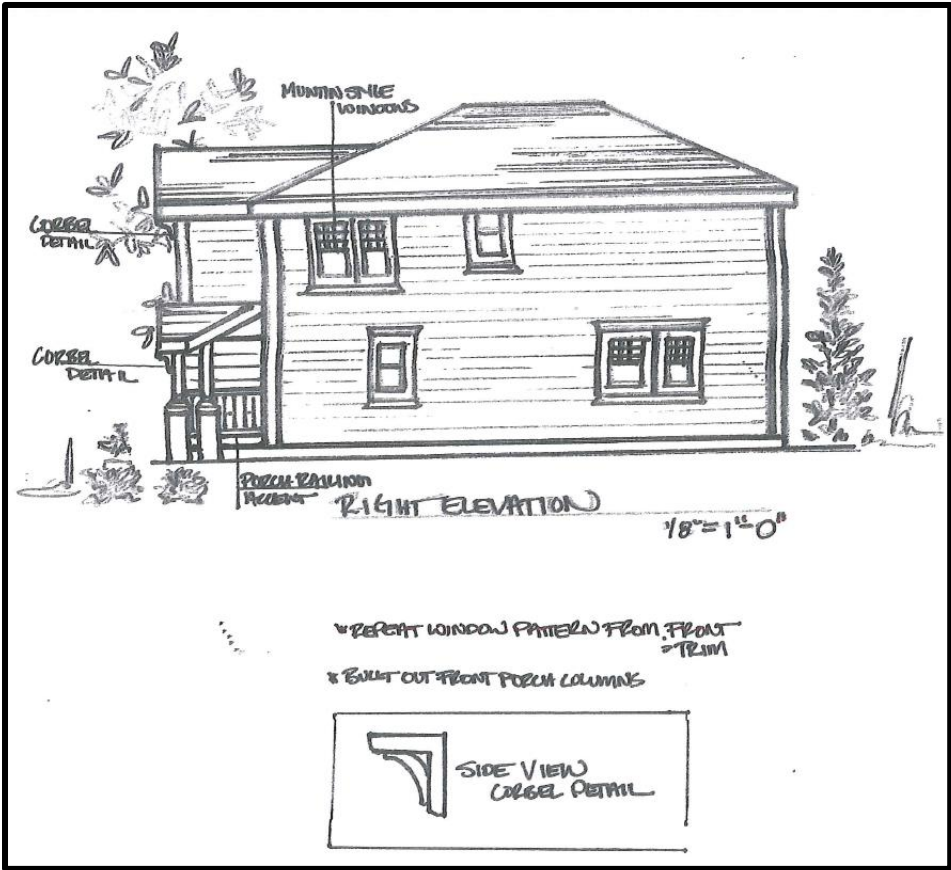 MUNTIN STYLE
WINDOWS
CORBEL
DETAIL
CORBEL
DETAIL
PORCH RAILING
ACCENT
RIGHT ELEVATION
1/8"=1'-0"
*REPEAT WINDOW PATTERN FROM FRONT
TRIM
* BUILT OUT FRONT PORCH COLUMNS
SIDE VIEW
CORBEL DETAIL